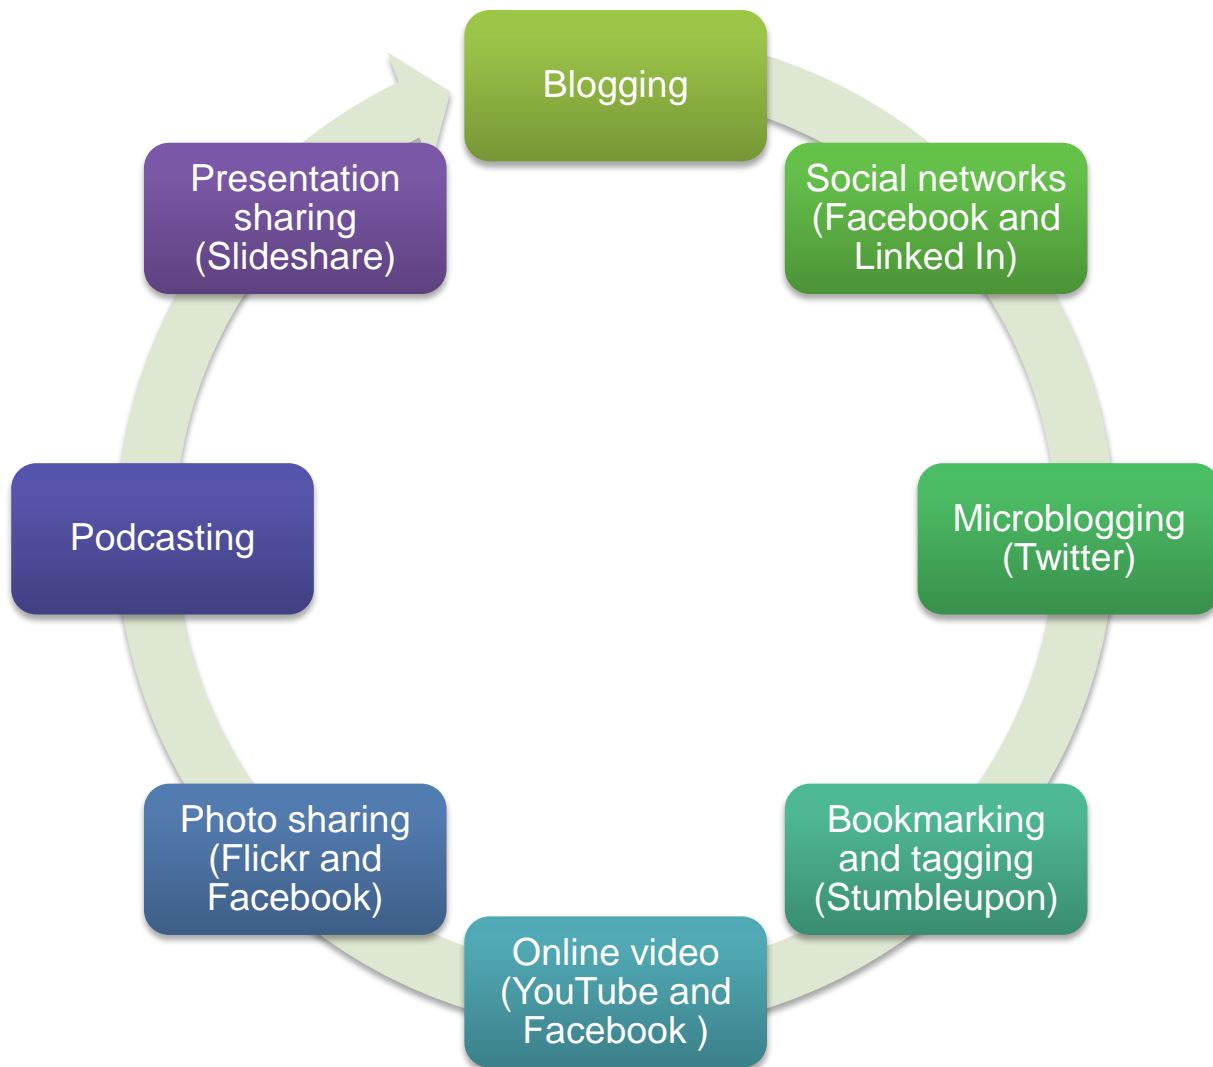 Blogging
Social networks
(Facebook and
Linked In)
Microblogging
(Twitter)
Bookmarking
and tagging
(Stumbleupon)
Online video
(YouTube and
Facebook )
Photo sharing
(Flickr and
Facebook)
Podcasting
Presentation
sharing
(Slideshare)